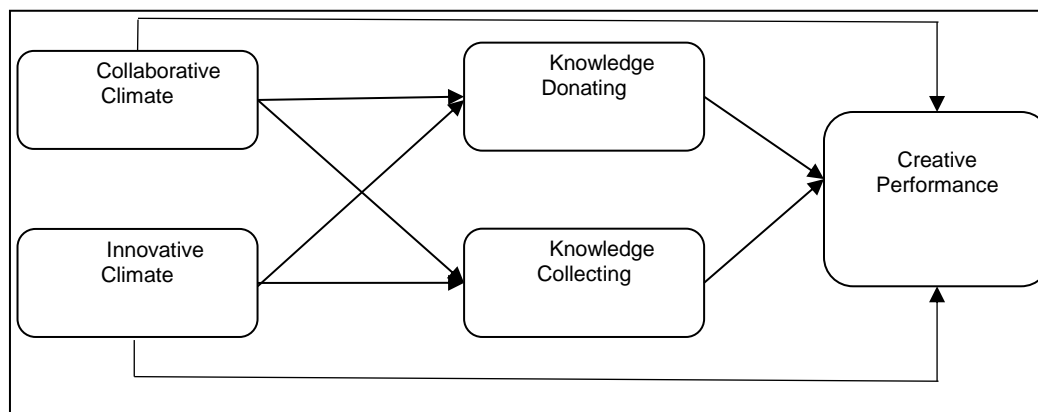 Collaborative
Climate
Knowledge
Donating
Creative
Performance
Innovative
Climate
Knowledge
Collecting